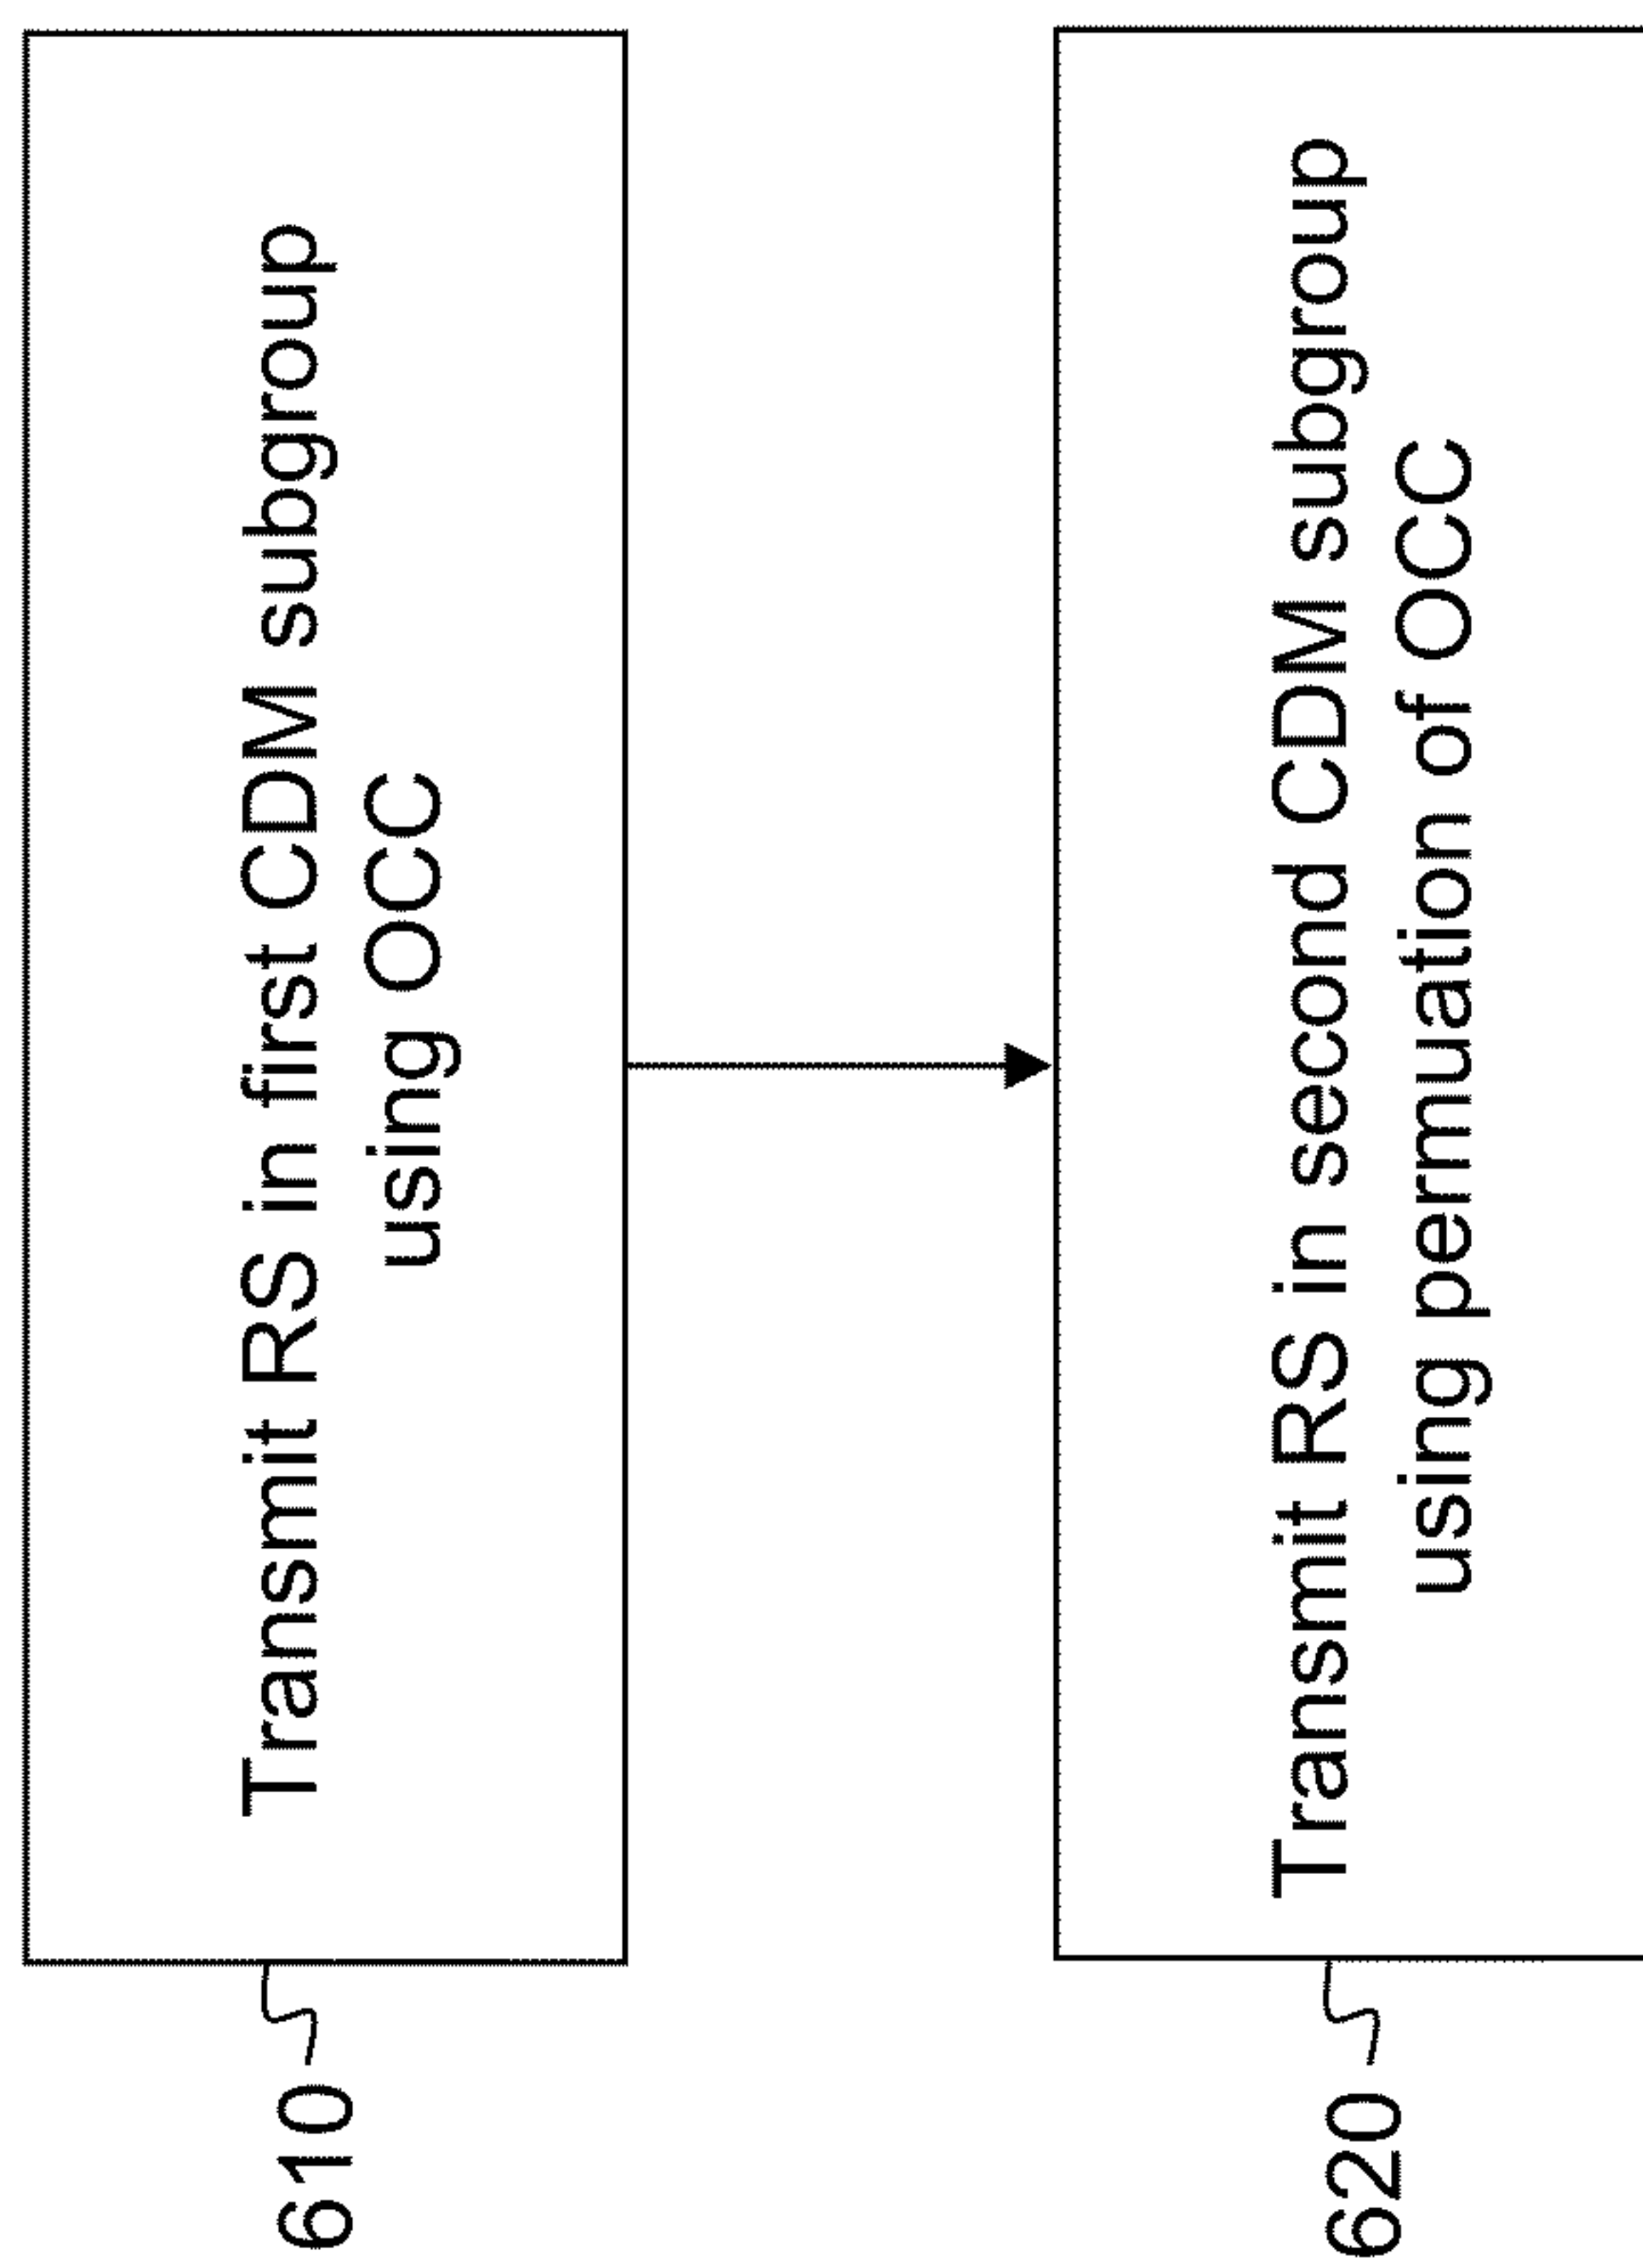 610
Transmit RS in first CDM subgroup
using OCC
620
Transmit RS in second CDM subgroup
using permuation of OCC